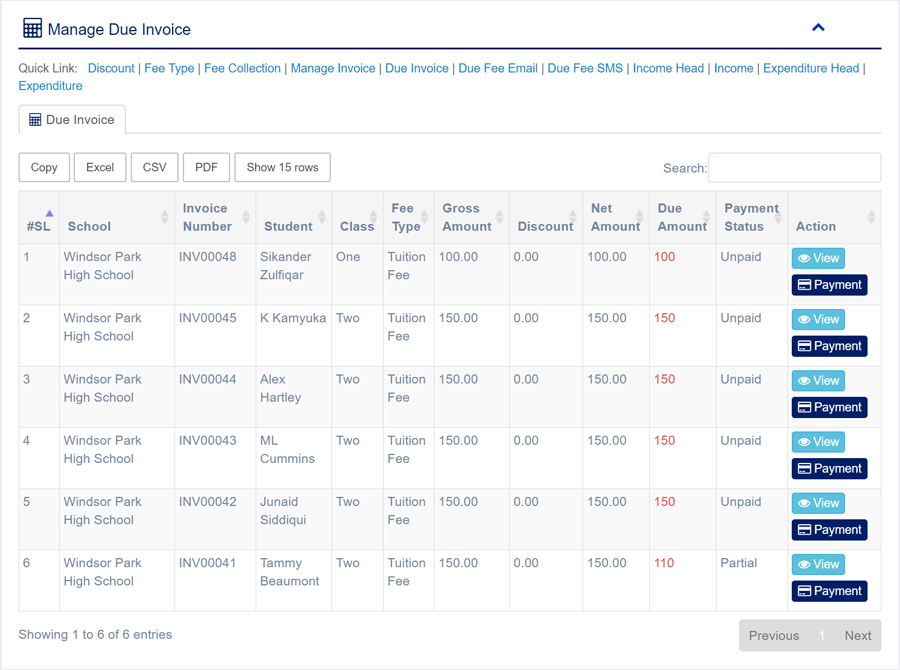 Manage Due Invoice
Quick Link: Discount | Fee Type | Fee Collection | Manage Invoice | Due Invoice | Due Fee Email | Due Fee SMS | Income Head | Income | Expenditure Head |
Expenditure
Due Invoice
Copy Excel CSV PDF Show 15 rows Search:
#SL School Invoice Number Student Class Fee Type Gross Amount Discount Net Amount Due Amount Payment Status Action
1 Windsor Park High School INV00048 Sikander Zulfiqar One Tuition Fee 100.00 0.00 100.00 100 Unpaid View Payment
2 Windsor Park High School INV00045 K Kamyuka Two Tuition Fee 150.00 0.00 150.00 150 Unpaid View Payment
3 Windsor Park High School INV00044 Alex Hartley Two Tuition Fee 150.00 0.00 150.00 150 Unpaid View Payment
4 Windsor Park High School INV00043 ML Cummins Two Tuition Fee 150.00 0.00 150.00 150 Unpaid View Payment
5 Windsor Park High School INV00042 Junaid Siddiqui Two Tuition Fee 150.00 0.00 150.00 150 Unpaid View Payment
6 Windsor Park High School INV00041 Tammy Beaumont Two Tuition Fee 150.00 0.00 150.00 110 Partial View Payment
Showing 1 to 6 of 6 entries Previous 1 Next